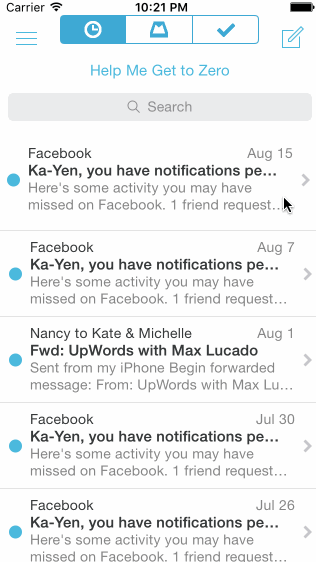 Carrier 10:21 PM
Help Me Get to Zero
Search
Facebook Aug 15
Ka-Yen, you have notifications pe...
Here's some activity you may have
missed on Facebook. 1 friend request...
Facebook Aug 7
Ka-Yen, you have notifications pe...
Here's some activity you may have
missed on Facebook. 1 friend request...
Nancy to Kate & Michelle Aug 1
Fwd: UpWords with Max Lucado
Sent from my iPhone Begin forwarded
message: From: UpWords with Max Lu...
Facebook Jul 30
Ka-Yen, you have notifications pe...
Here's some activity you may have
missed on Facebook. 1 friend request...
Facebook Jul 26
Ka-Yen, you have notifications pe...
Here's some activity you may have
missed on Facebook. 1 friend request...